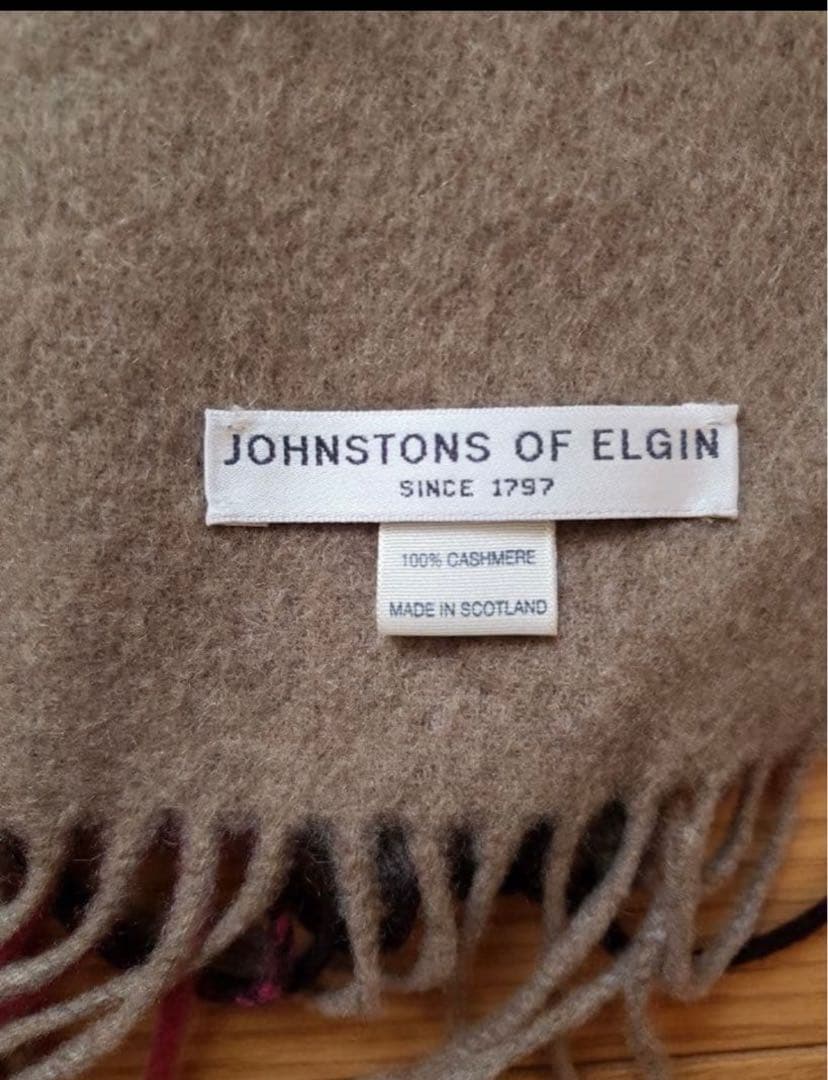 JOHNSTONS OF ELGIN
SINCE 1797
100% CASHMERE
MADE IN SCOTLAND